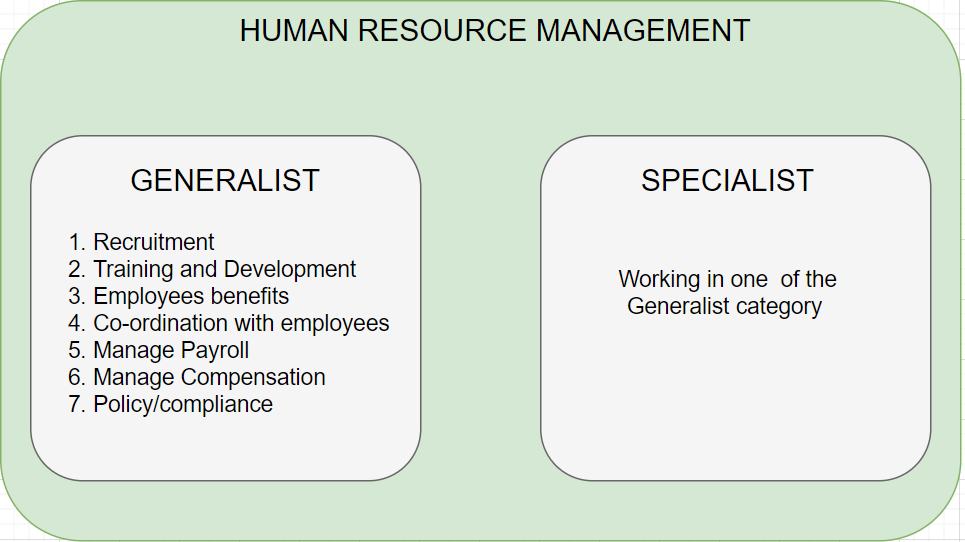 HUMAN RESOURCE MANAGEMENT
GENERALIST
1. Recruitment
2. Training and Development
3. Employees benefits
4. Co-ordination with employees
5. Manage Payroll
6. Manage Compensation
7. Policy/compliance
SPECIALIST
Working in one  of the
Generalist category